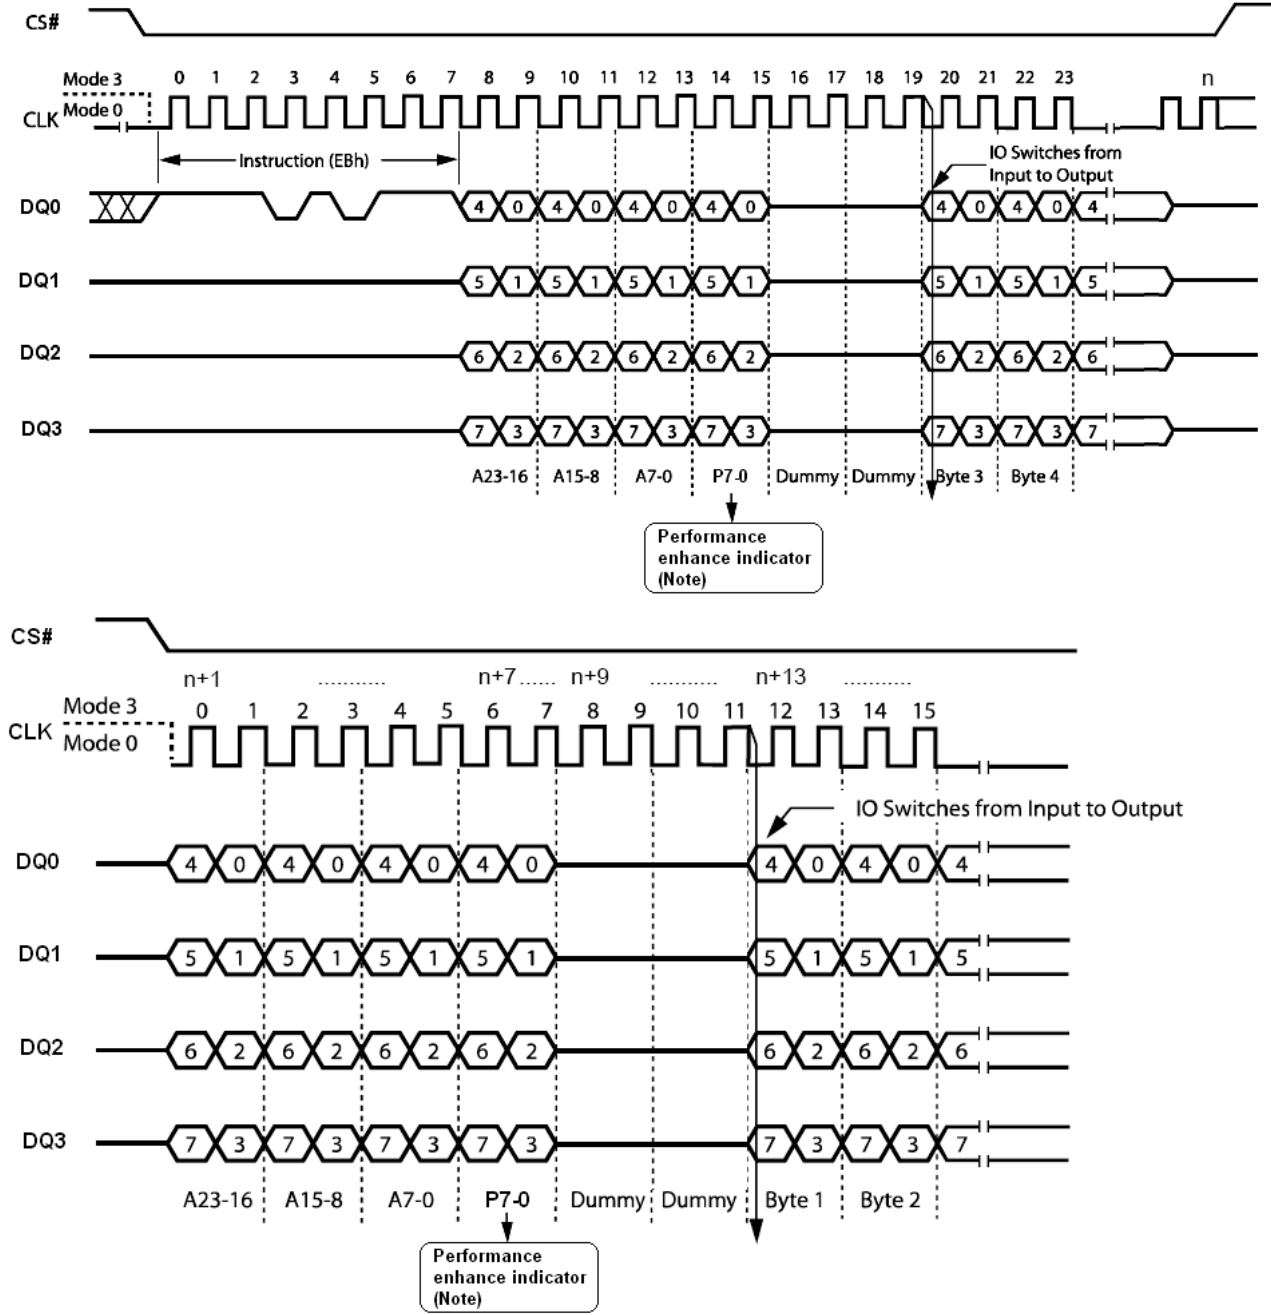 CS#
Mode 3
0 1 2 3 4 5 6 7 8 9 10 11 12 13 14 15 16 17 18 19 20 21 22 23 n
Mode 0
CLK
Instruction (EBh)
IO Switches from
Input to Output
DQ0 4 0 4 0 4 0 4 0 4 0 4 0 4
DQ1 5 1 5 1 5 1 5 1 5 1 5 1 5
DQ2 6 2 6 2 6 2 6 2 6 2 6 2 6
DQ3 7 3 7 3 7 3 7 3 7 3 7 3 7
A23-16 A15-8 A7-0 P7-0 Dummy Dummy Byte 3 Byte 4
Performance
enhance indicator
(Note)
CS#
n+1 ........... n+7 ...... n+9 ........... n+13 ...........
Mode 3
0 1 2 3 4 5 6 7 8 9 10 11 12 13 14 15
CLK
Mode 0
IO Switches from Input to Output
DQ0 4 0 4 0 4 0 4 0 4 0 4 0 4
DQ1 5 1 5 1 5 1 5 1 5 1 5 1 5
DQ2 6 2 6 2 6 2 6 2 6 2 6 2 6
DQ3 7 3 7 3 7 3 7 3 7 3 7 3 7
A23-16 A15-8 A7-0 P7-0 Dummy Dummy Byte 1 Byte 2
Performance
enhance indicator
(Note)